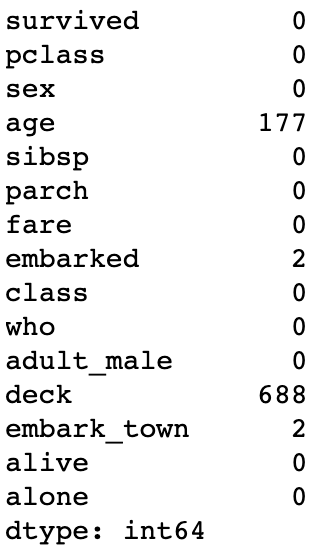 survived 0
pclass 0
sex 0
age 177
sibsp 0
parch 0
fare 0
embarked 2
class 0
who 0
adult_male 0
deck 688
embark_town 2
alive 0
alone 0
dtype: int64